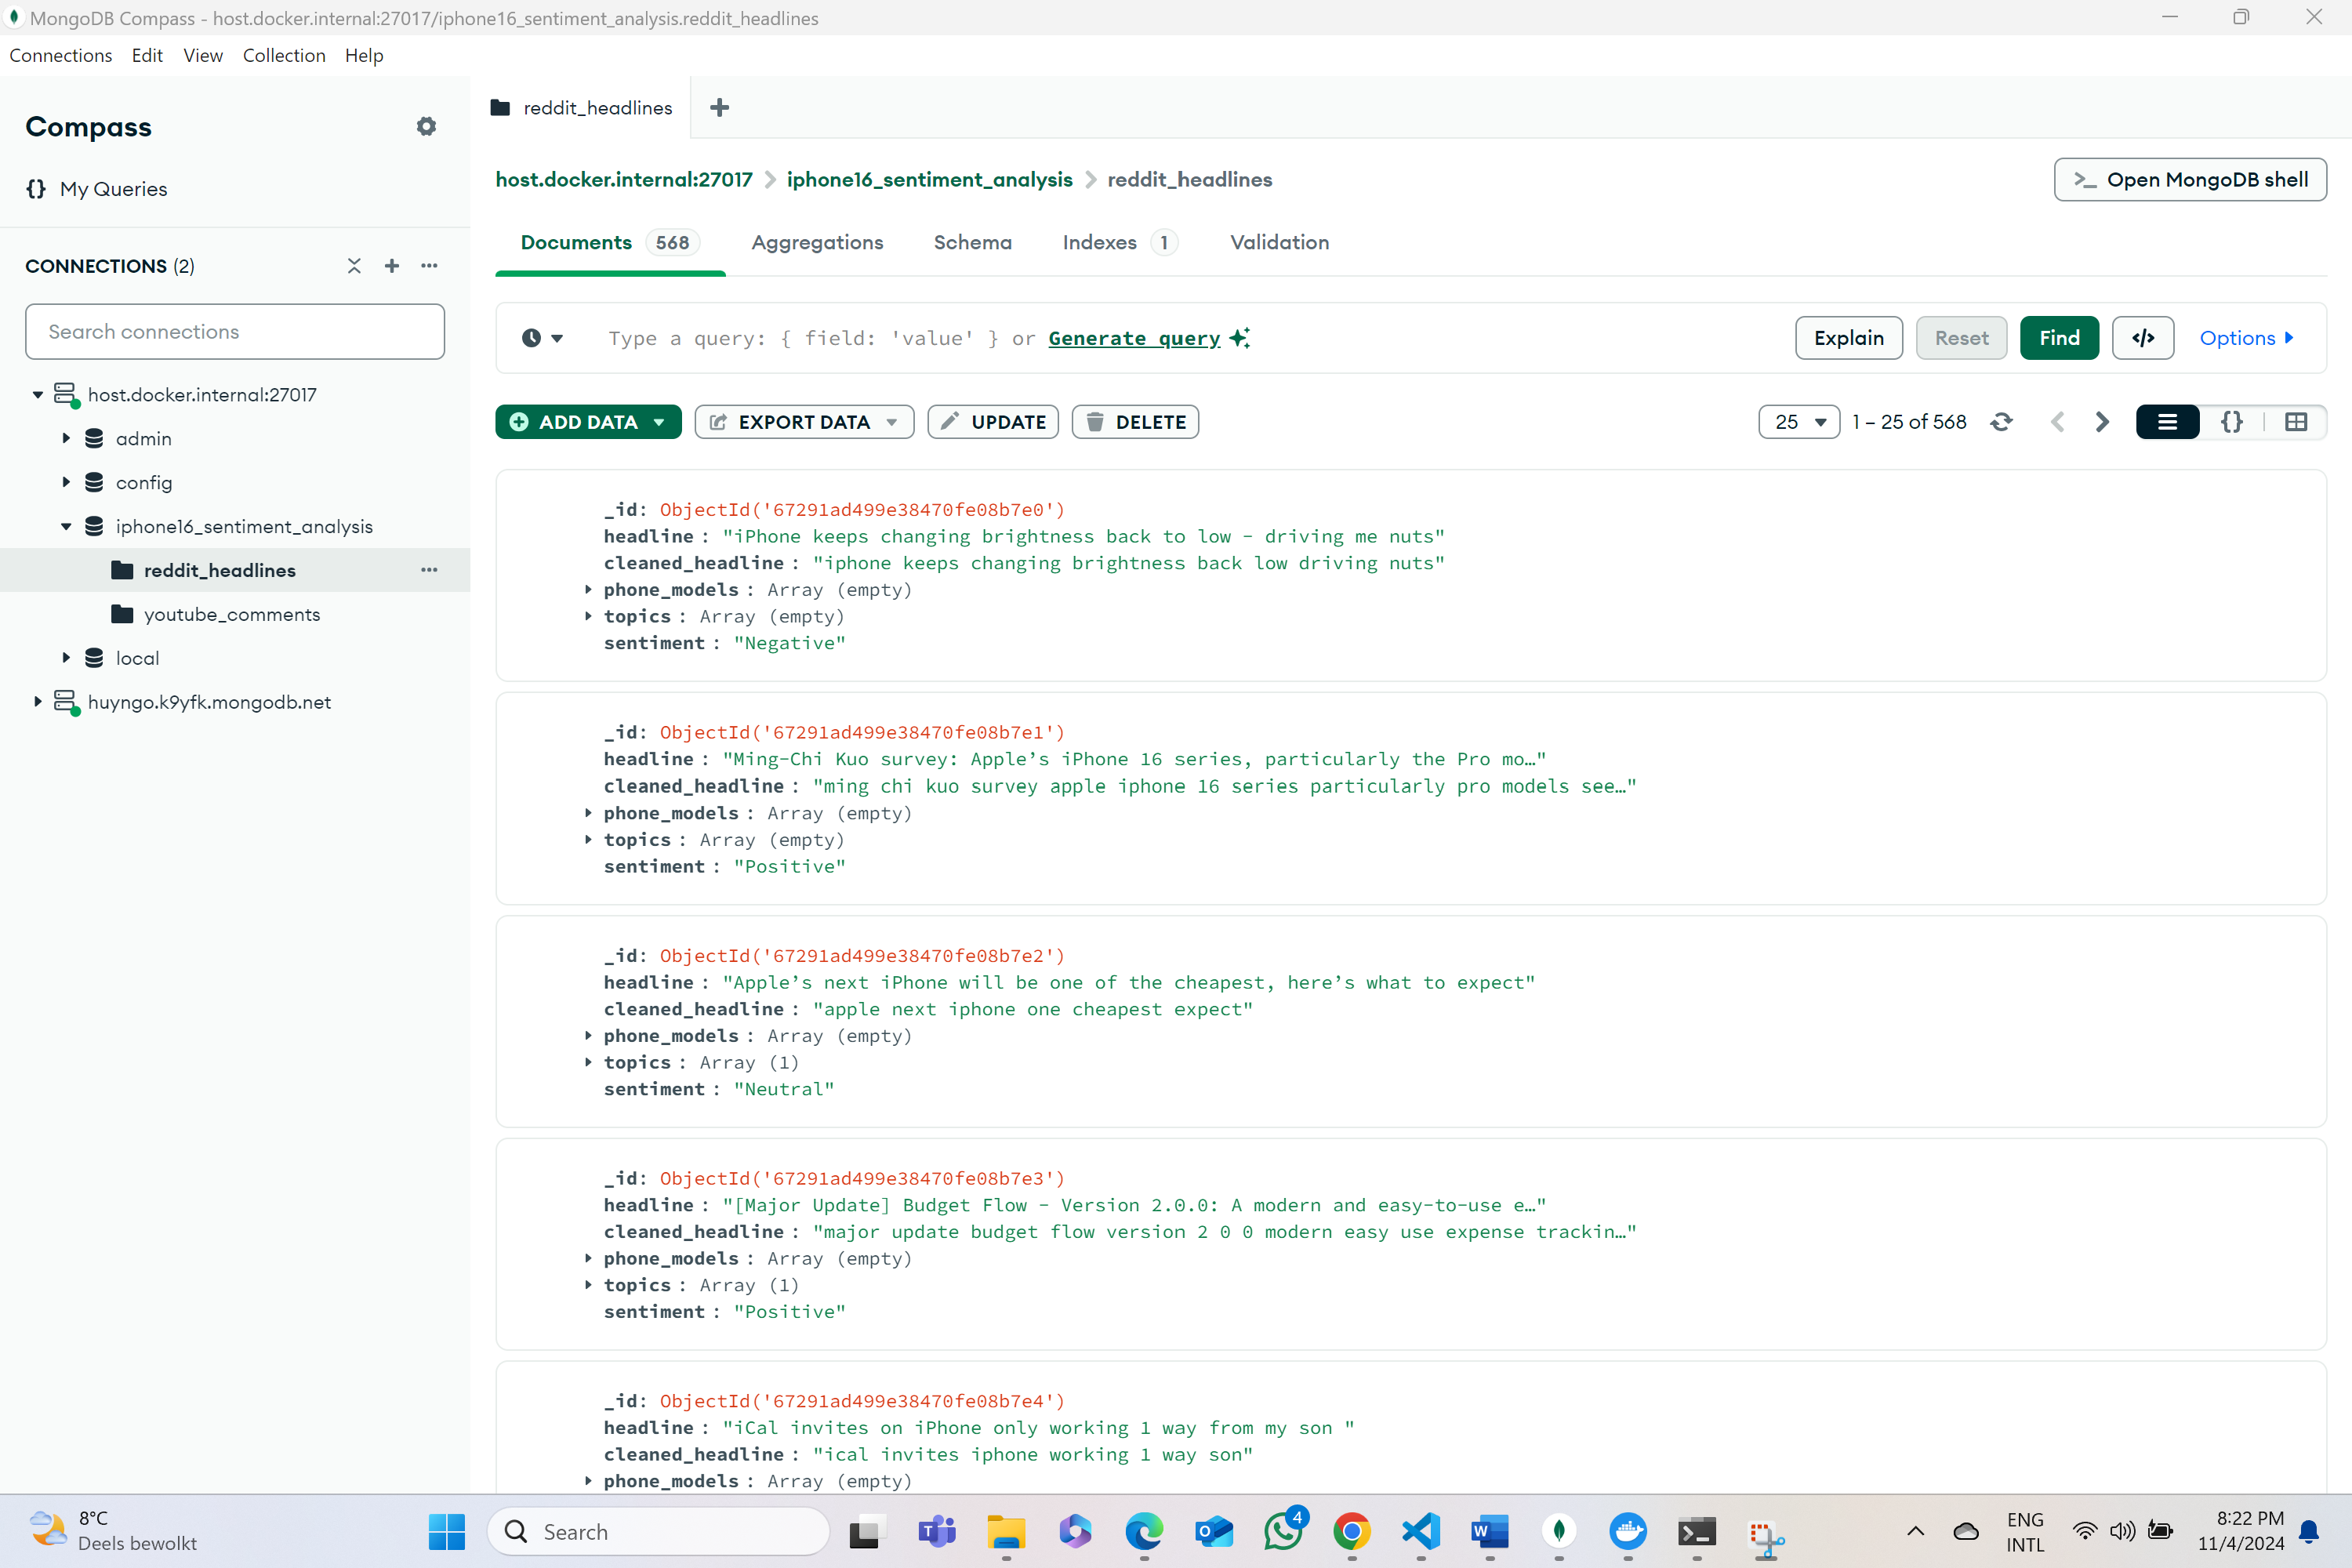 MongoDB Compass - host.docker.internal:27017/iphone16_sentiment_analysis.reddit_headlines
Connections Edit View Collection Help
Compass
{} My Queries
CONNECTIONS (2)
Search connections
host.docker.internal:27017
admin
config
iphone16_sentiment_analysis
reddit_headlines
youtube_comments
local
huyngo.k9yfk.mongodb.net
reddit_headlines
host.docker.internal:27017 > iphone16_sentiment_analysis > reddit_headlines
>_ Open MongoDB shell
Documents 568 Aggregations Schema Indexes 1 Validation
Type a query: { field: 'value' } or Generate query
Explain Reset Find </> Options
ADD DATA EXPORT DATA UPDATE DELETE
25 1 – 25 of 568 {}
_id: ObjectId('67291ad499e38470fe08b7e0')
headline : "iPhone keeps changing brightness back to low - driving me nuts"
cleaned_headline : "iphone keeps changing brightness back low driving nuts"
phone_models : Array (empty)
topics : Array (empty)
sentiment : "Negative"
_id: ObjectId('67291ad499e38470fe08b7e1')
headline : "Ming-Chi Kuo survey: Apple’s iPhone 16 series, particularly the Pro mo…"
cleaned_headline : "ming chi kuo survey apple iphone 16 series particularly pro models see…"
phone_models : Array (empty)
topics : Array (empty)
sentiment : "Positive"
_id: ObjectId('67291ad499e38470fe08b7e2')
headline : "Apple’s next iPhone will be one of the cheapest, here’s what to expect"
cleaned_headline : "apple next iphone one cheapest expect"
phone_models : Array (empty)
topics : Array (1)
sentiment : "Neutral"
_id: ObjectId('67291ad499e38470fe08b7e3')
headline : "[Major Update] Budget Flow - Version 2.0.0: A modern and easy-to-use e…"
cleaned_headline : "major update budget flow version 2 0 0 modern easy use expense trackin…"
phone_models : Array (empty)
topics : Array (1)
sentiment : "Positive"
_id: ObjectId('67291ad499e38470fe08b7e4')
headline : "iCal invites on iPhone only working 1 way from my son "
cleaned_headline : "ical invites iphone working 1 way son"
phone_models : Array (empty)
8°C
Deels bewolkt
Search
4
ENG
INTL
8:22 PM
11/4/2024